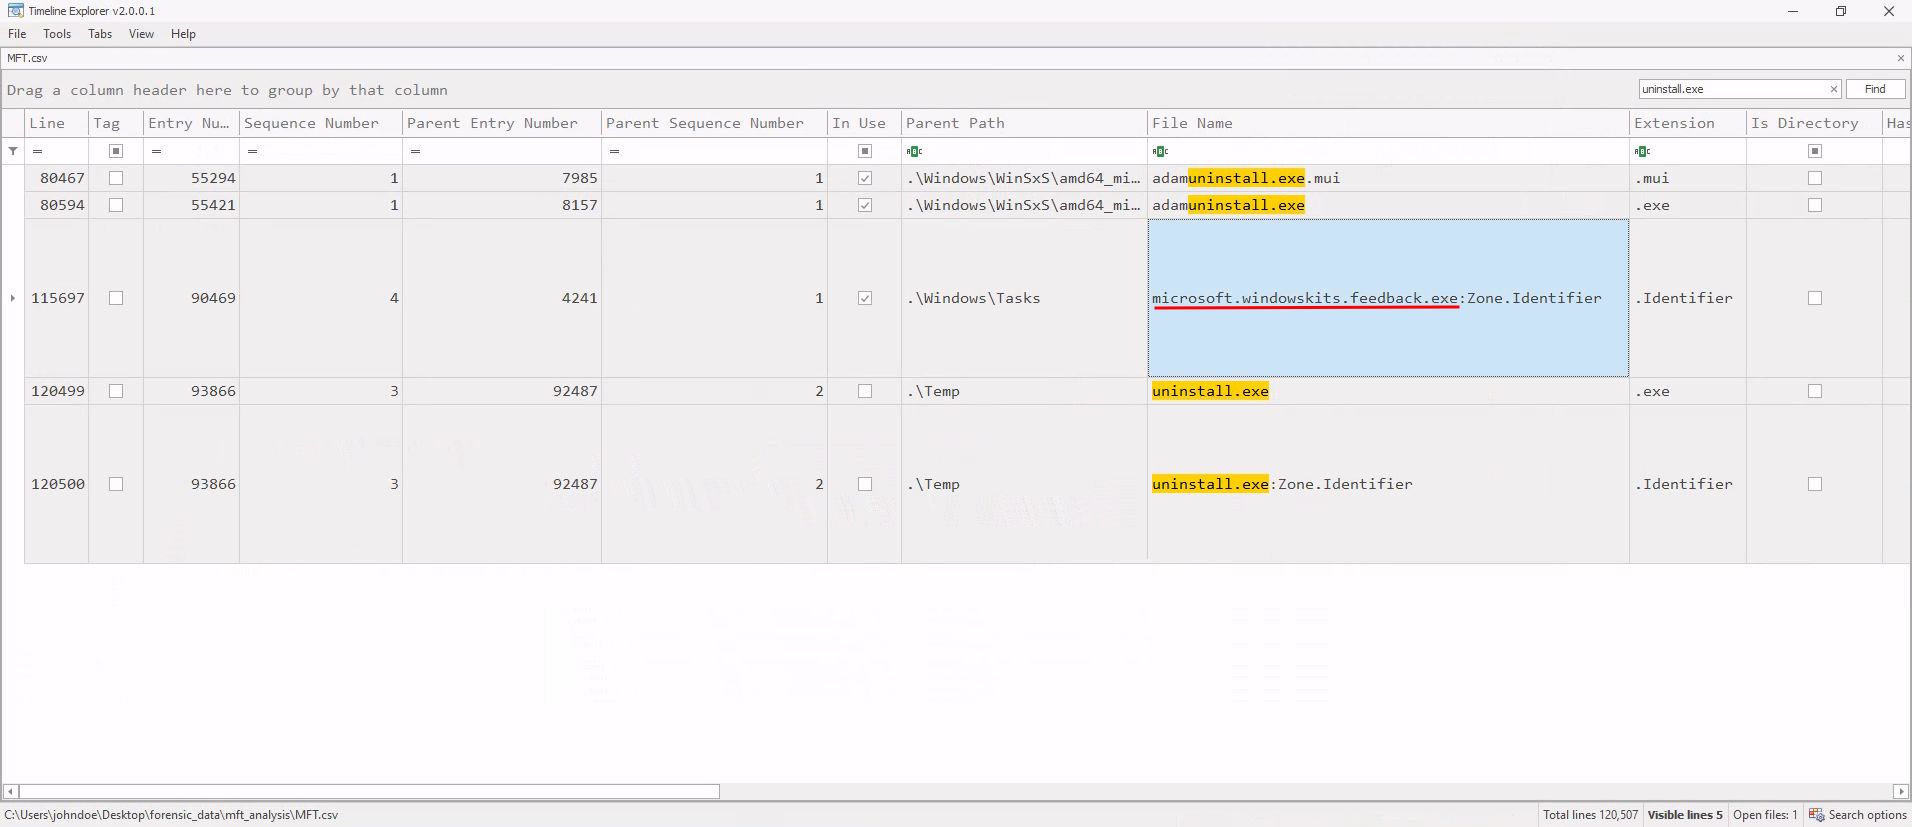 Timeline Explorer v2.0.0.1
File Tools Tabs View Help
MFT.csv
Drag a column header here to group by that column
uninstall.exe Find
Line Tag Entry Nu… Sequence Number Parent Entry Number Parent Sequence Number In Use Parent Path File Name Extension Is Directory Has
= = = = =
80467 55294 1 7985 1 .\Windows\WinSxS\amd64_mi… adamuninstall.exe.mui .mui
80594 55421 1 8157 1 .\Windows\WinSxS\amd64_mi… adamuninstall.exe .exe
115697 90469 4 4241 1 .\Windows\Tasks microsoft.windowskits.feedback.exe:Zone.Identifier .Identifier
120499 93866 3 92487 2 .\Temp uninstall.exe .exe
120500 93866 3 92487 2 .\Temp uninstall.exe:Zone.Identifier .Identifier
C:\Users\johndoe\Desktop\forensic_data\mft_analysis\MFT.csv Total lines 120,507 Visible lines 5 Open files: 1 Search options